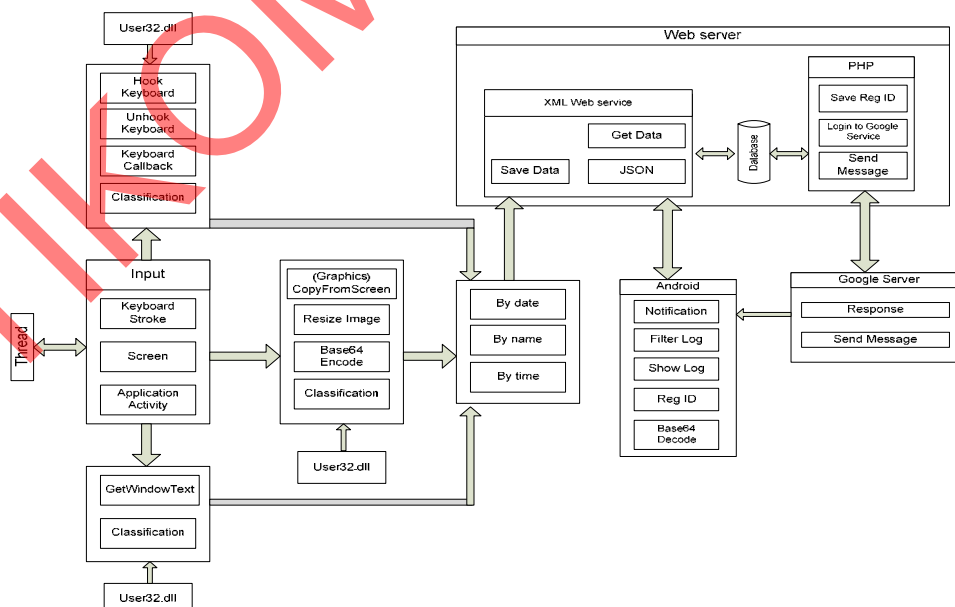 User32.dll
Hook
Keyboard
Unhook
Keyboard
Keyboard
Callback
Classification
Input
Keyboard
Stroke
Screen
Application
Activity
Thread
GetWindowText
Classification
User32.dll
(Graphics)
CopyFromScreen
Resize Image
Base64
Encode
Classification
User32.dll
By date
By name
By time
Web server
XML Web service
Get Data
Save Data
JSON
Database
PHP
Save Reg ID
Login to Google
Service
Send
Message
Android
Notification
Filter Log
Show Log
Reg ID
Base64
Decode
Google Server
Response
Send Message
IKOM